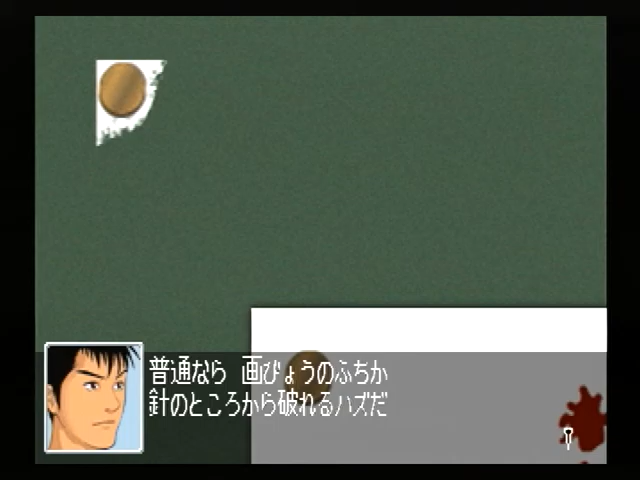 普通なら 画びょうのふちか
針のところから破れるハズだ